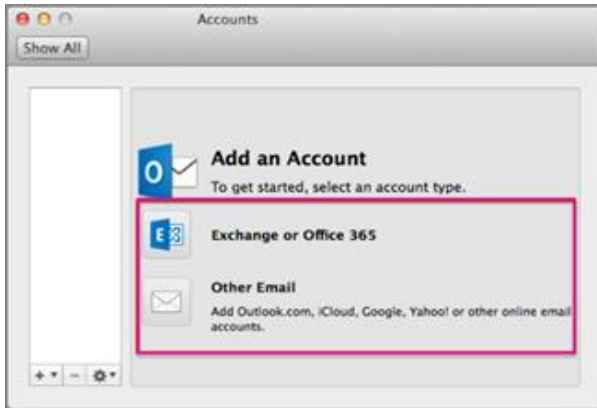 Accounts
Show All
Add an Account
To get started, select an account type.
Exchange or Office 365
Other Email
Add Outlook.com, iCloud, Google, Yahoo! or other online email
accounts.